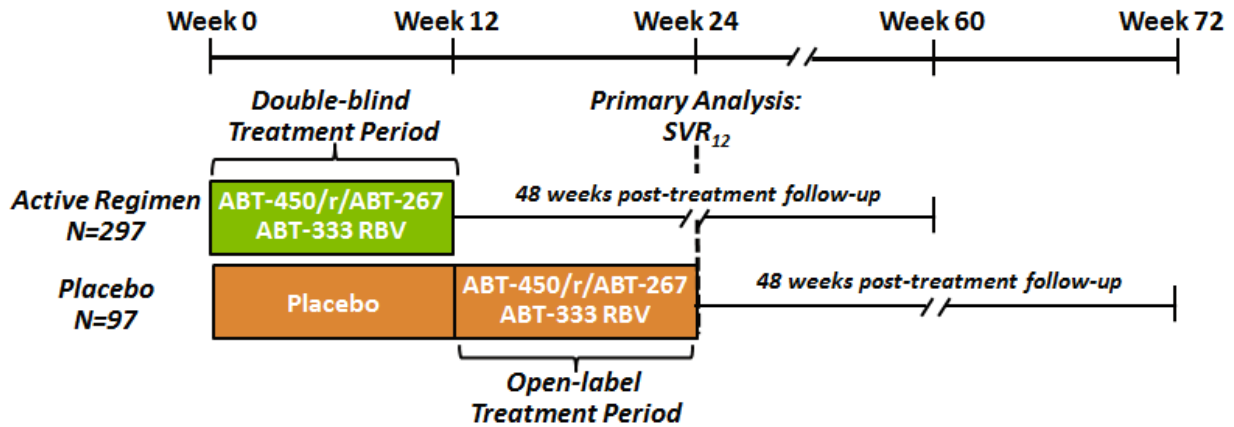 Week 0 Week 12 Week 24 Week 60 Week 72
Double-blind
Treatment Period
Primary Analysis:
SVR12
Active Regimen
N=297
ABT-450/r/ABT-267
ABT-333 RBV
48 weeks post-treatment follow-up
Placebo
N=97
Placebo
ABT-450/r/ABT-267
ABT-333 RBV
48 weeks post-treatment follow-up
Open-label
Treatment Period